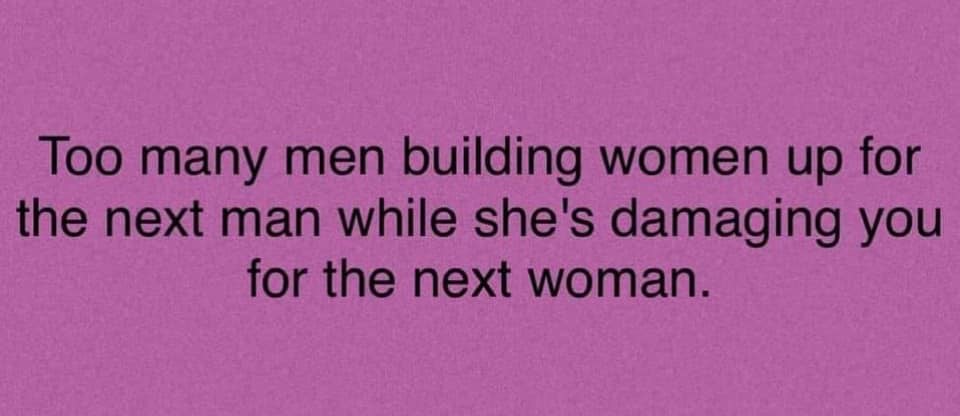 Too many men building women up for
the next man while she's damaging you
for the next woman.